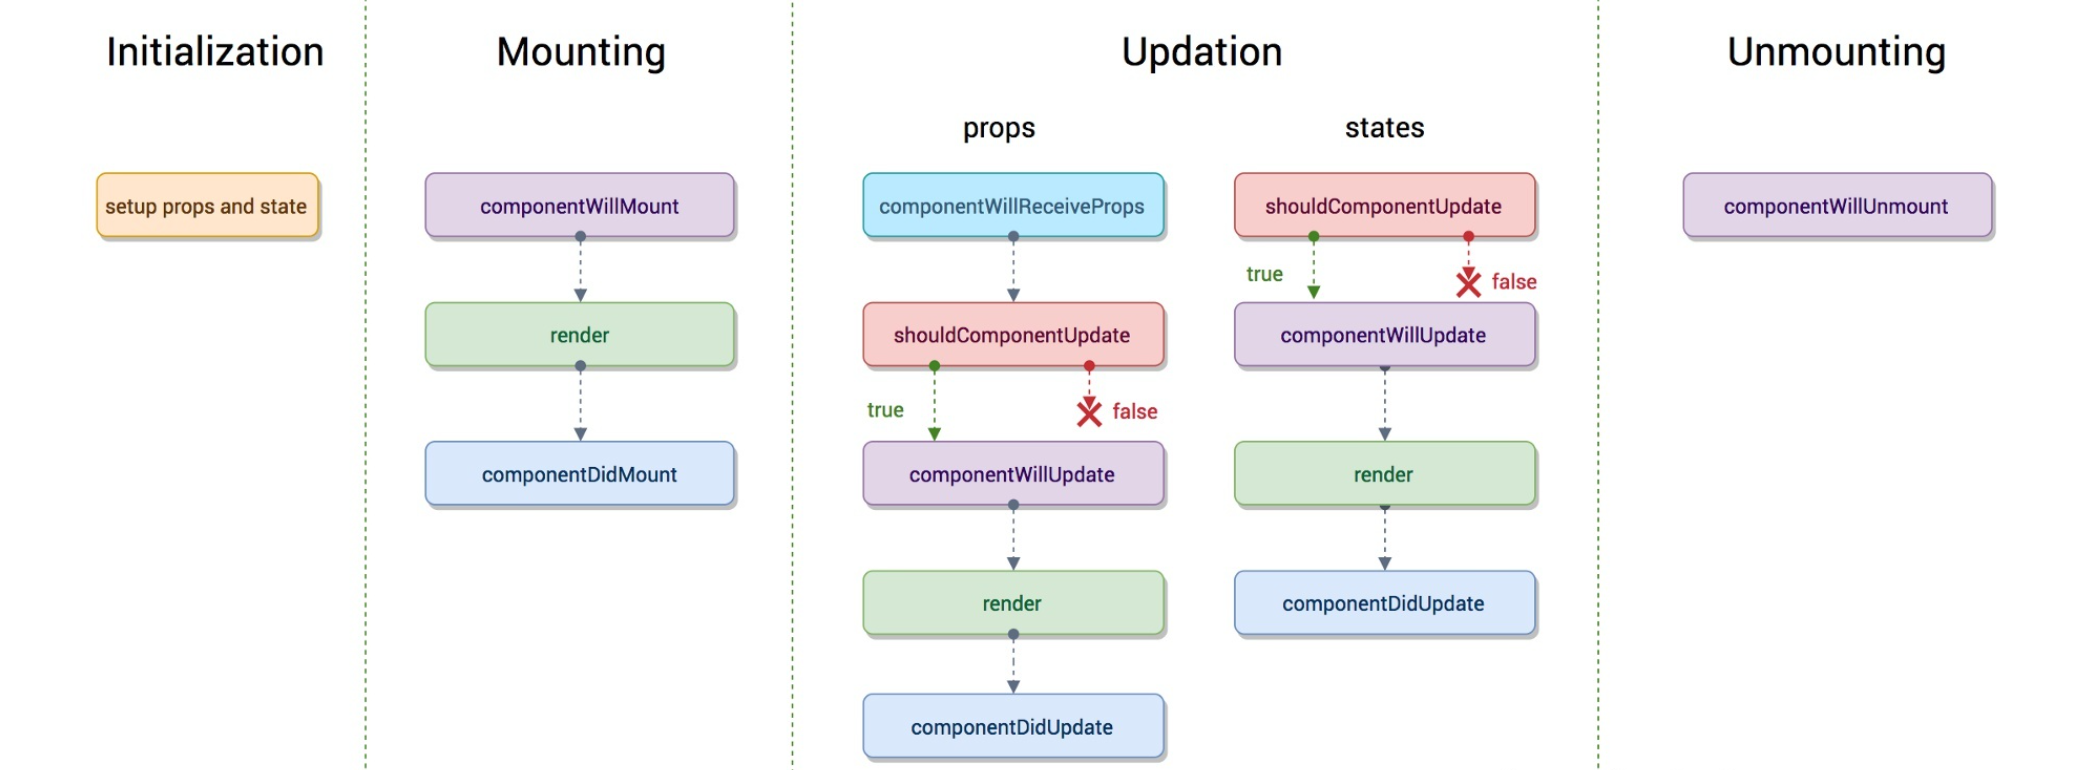 Initialization
setup props and state
Mounting
componentWillMount
render
componentDidMount
Updation
props
componentWillReceiveProps
shouldComponentUpdate
true
false
componentWillUpdate
render
componentDidUpdate
states
shouldComponentUpdate
true
false
componentWillUpdate
render
componentDidUpdate
Unmounting
componentWillUnmount